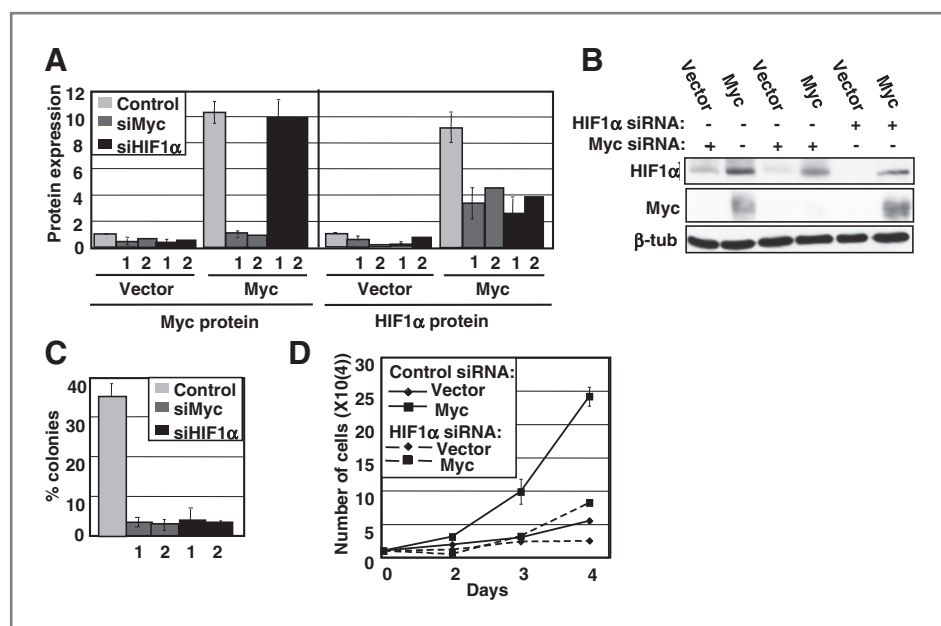 A
Protein expression
12
10
8
6
4
2
0
Control
siMyc
siHIF1α
1 2 1 2 1 2 1 2 1 2 1 2 1 2 1 2
Vector Myc Vector Myc
Myc protein HIF1α protein
B
Vector Myc Vector Myc Vector Myc
HIF1α siRNA: - - - - + +
Myc siRNA: + - + + - -
HIF1α
Myc
β-tub
C
% colonies
40
30
20
10
0
Control
siMyc
siHIF1α
1 2 1 2
D
Number of cells (X10(4))
30
25
20
15
10
5
0
Control siRNA:
Vector
Myc
HIF1α siRNA:
Vector
Myc
0 2 3 4
Days